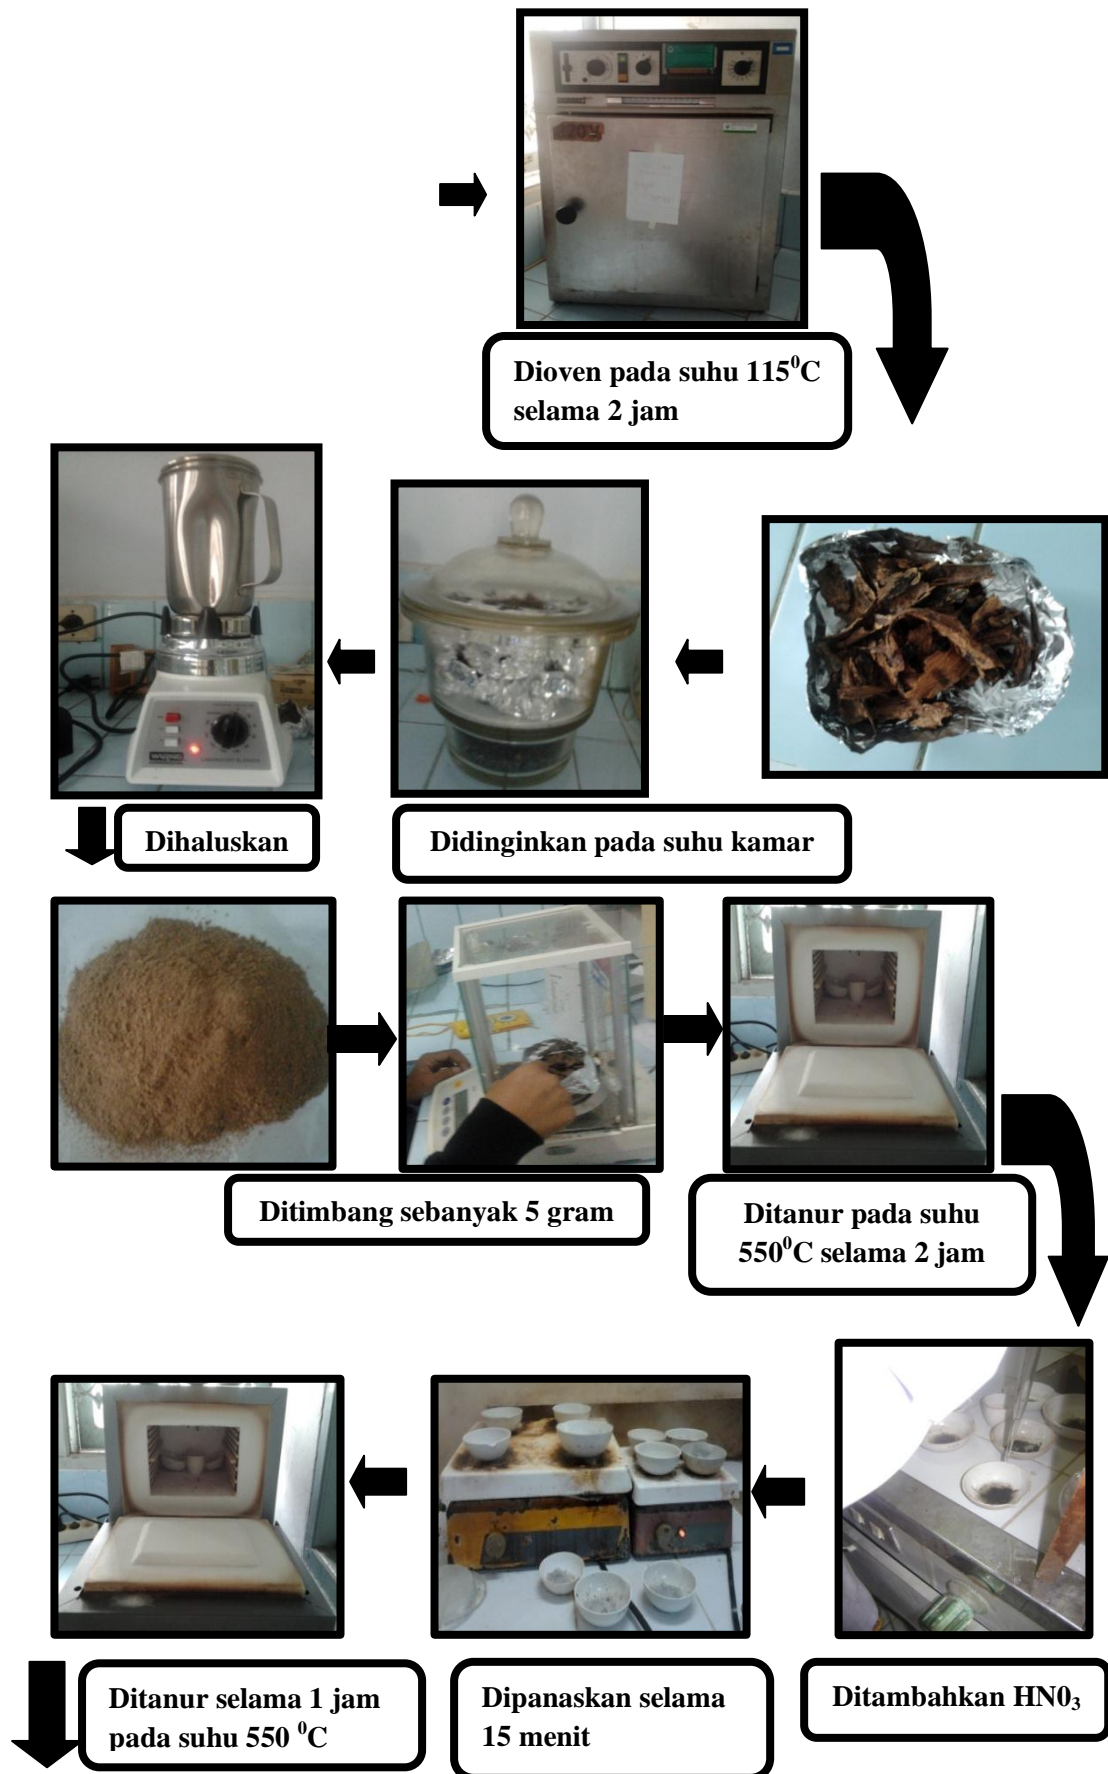 Dioven pada suhu 115⁰C
selama 2 jam
Dihaluskan
Didinginkan pada suhu kamar
Ditimbang sebanyak 5 gram
Ditanur pada suhu
550⁰C selama 2 jam
Ditanur selama 1 jam
pada suhu 550 ⁰C
Dipanaskan selama
15 menit
Ditambahkan HN0₃